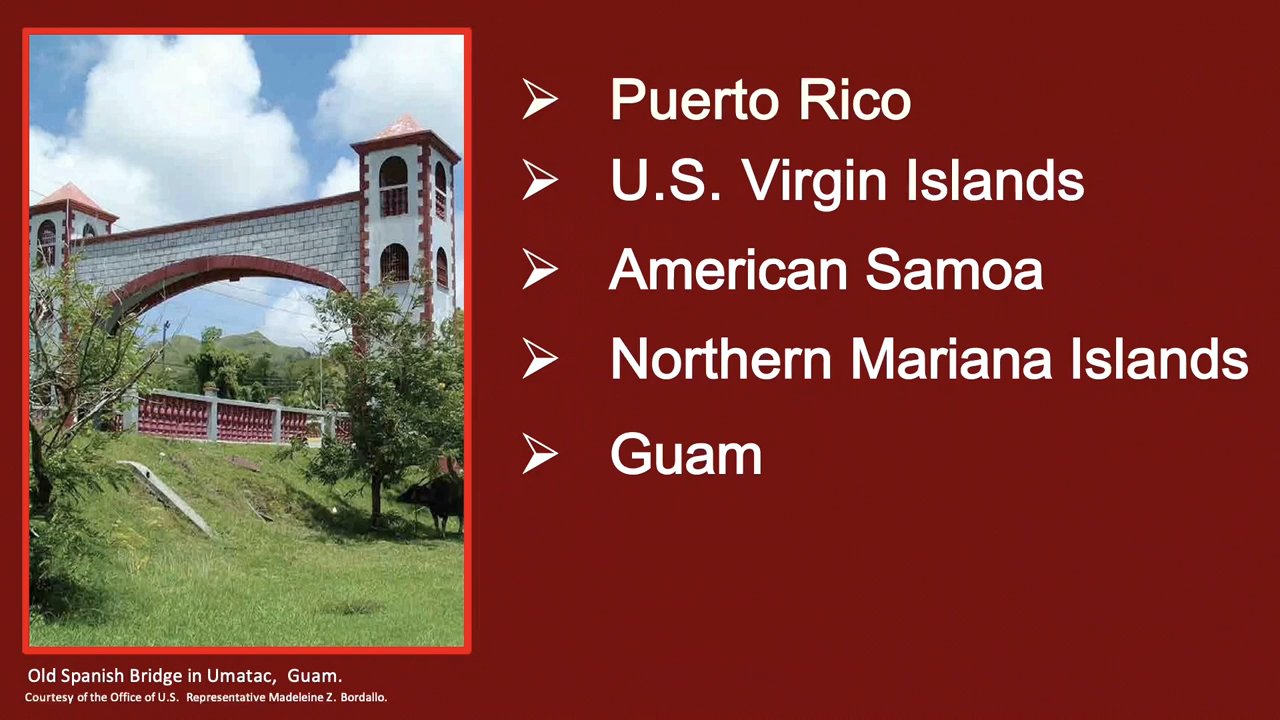 Puerto Rico
U.S. Virgin Islands
American Samoa
Northern Mariana Islands
Guam
Old Spanish Bridge in Umatac, Guam.
Courtesy of the Office of U.S. Representative Madeleine Z. Bordallo.